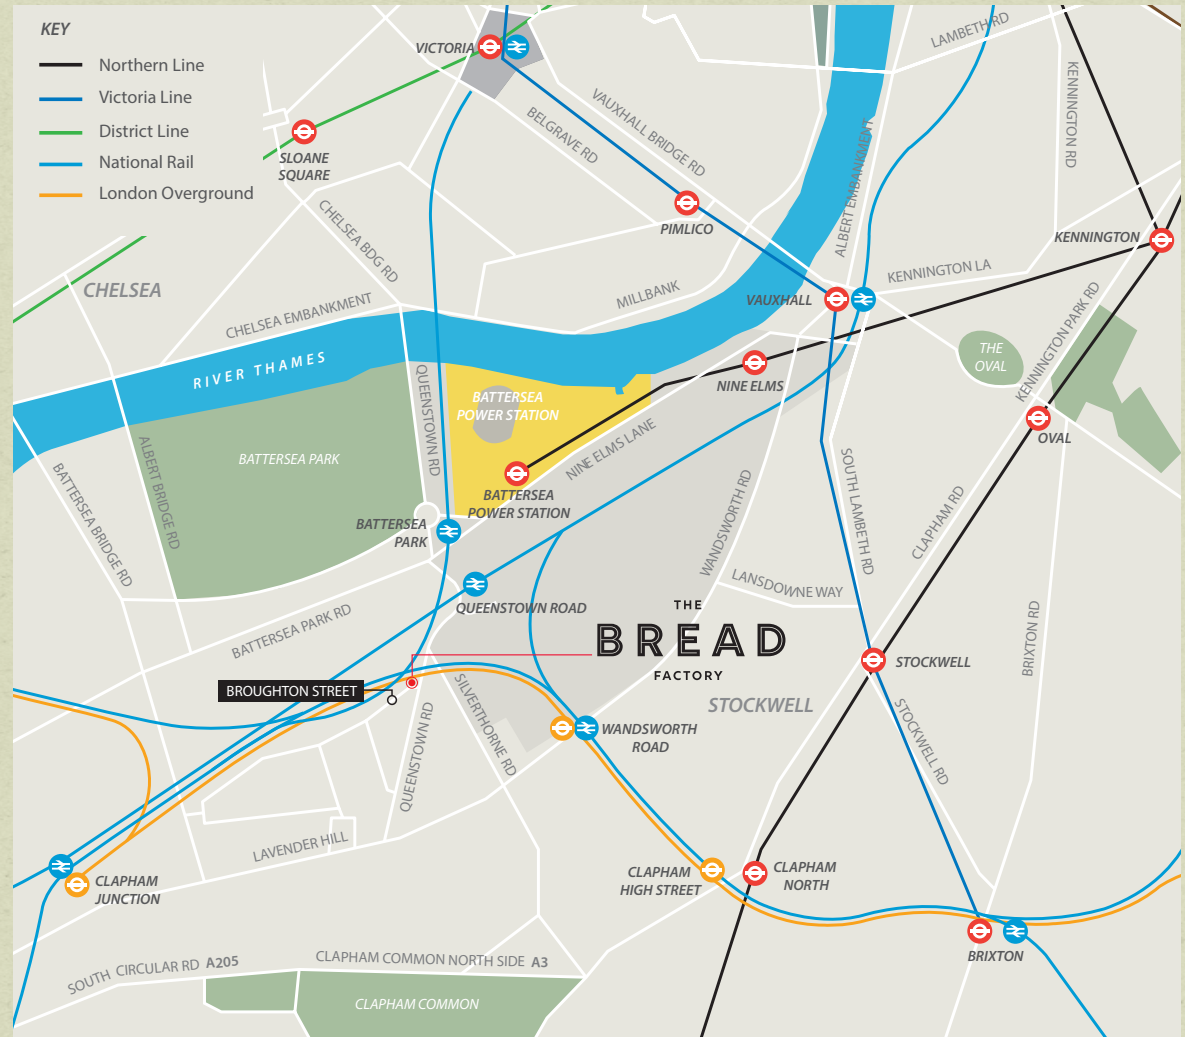 KEY
Northern Line
Victoria Line
District Line
National Rail
London Overground
VICTORIA
LAMBETH RD
KENNINGTON RD
VAUXHALL BRIDGE RD
BELGRAVE RD
SLOANE
SQUARE
ALBERT EMBANKMENT
PIMLICO
CHELSEA BDG RD
KENNINGTON
KENNINGTON LA
CHELSEA
MILLBANK
VAUXHALL
CHELSEA EMBANKMENT
KENNINGTON PARK RD
RIVER THAMES
THE
OVAL
NINE ELMS
QUEENSTOWN RD
BATTERSEA
POWER STATION
OVAL
NINE ELMS LANE
BATTERSEA PARK
ALBERT BRIDGE RD
BATTERSEA BRIDGE RD
BATTERSEA
POWER STATION
WANDSWORTH RD
SOUTH LAMBETH RD
CLAPHAM RD
BATTERSEA
PARK
LANSDOWNE WAY
QUEENSTOWN ROAD
BATTERSEA PARK RD
THE
BREAD
FACTORY
BRIXTON RD
STOCKWELL
BROUGHTON STREET
STOCKWELL
SILVERTHORNE RD
QUEENSTOWN RD
WANDSWORTH
ROAD
STOCKWELL RD
LAVENDER HILL
CLAPHAM
JUNCTION
CLAPHAM
HIGH STREET
CLAPHAM
NORTH
BRIXTON
SOUTH CIRCULAR RD A205
CLAPHAM COMMON NORTH SIDE A3
CLAPHAM COMMON